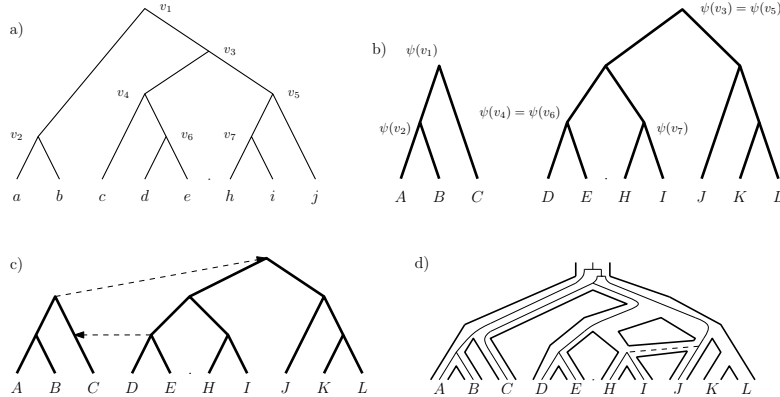 a)
v₁
v₃
v₄
v₅
v₂
v₆
v₇
a b c d e h i j
b)
ψ(v₃) = ψ(v₅)
ψ(v₁)
ψ(v₄) = ψ(v₆)
ψ(v₂)
ψ(v₇)
A B C D E H I J K L
c)
A B C D E H I J K L
d)
A B C D E H I J K L